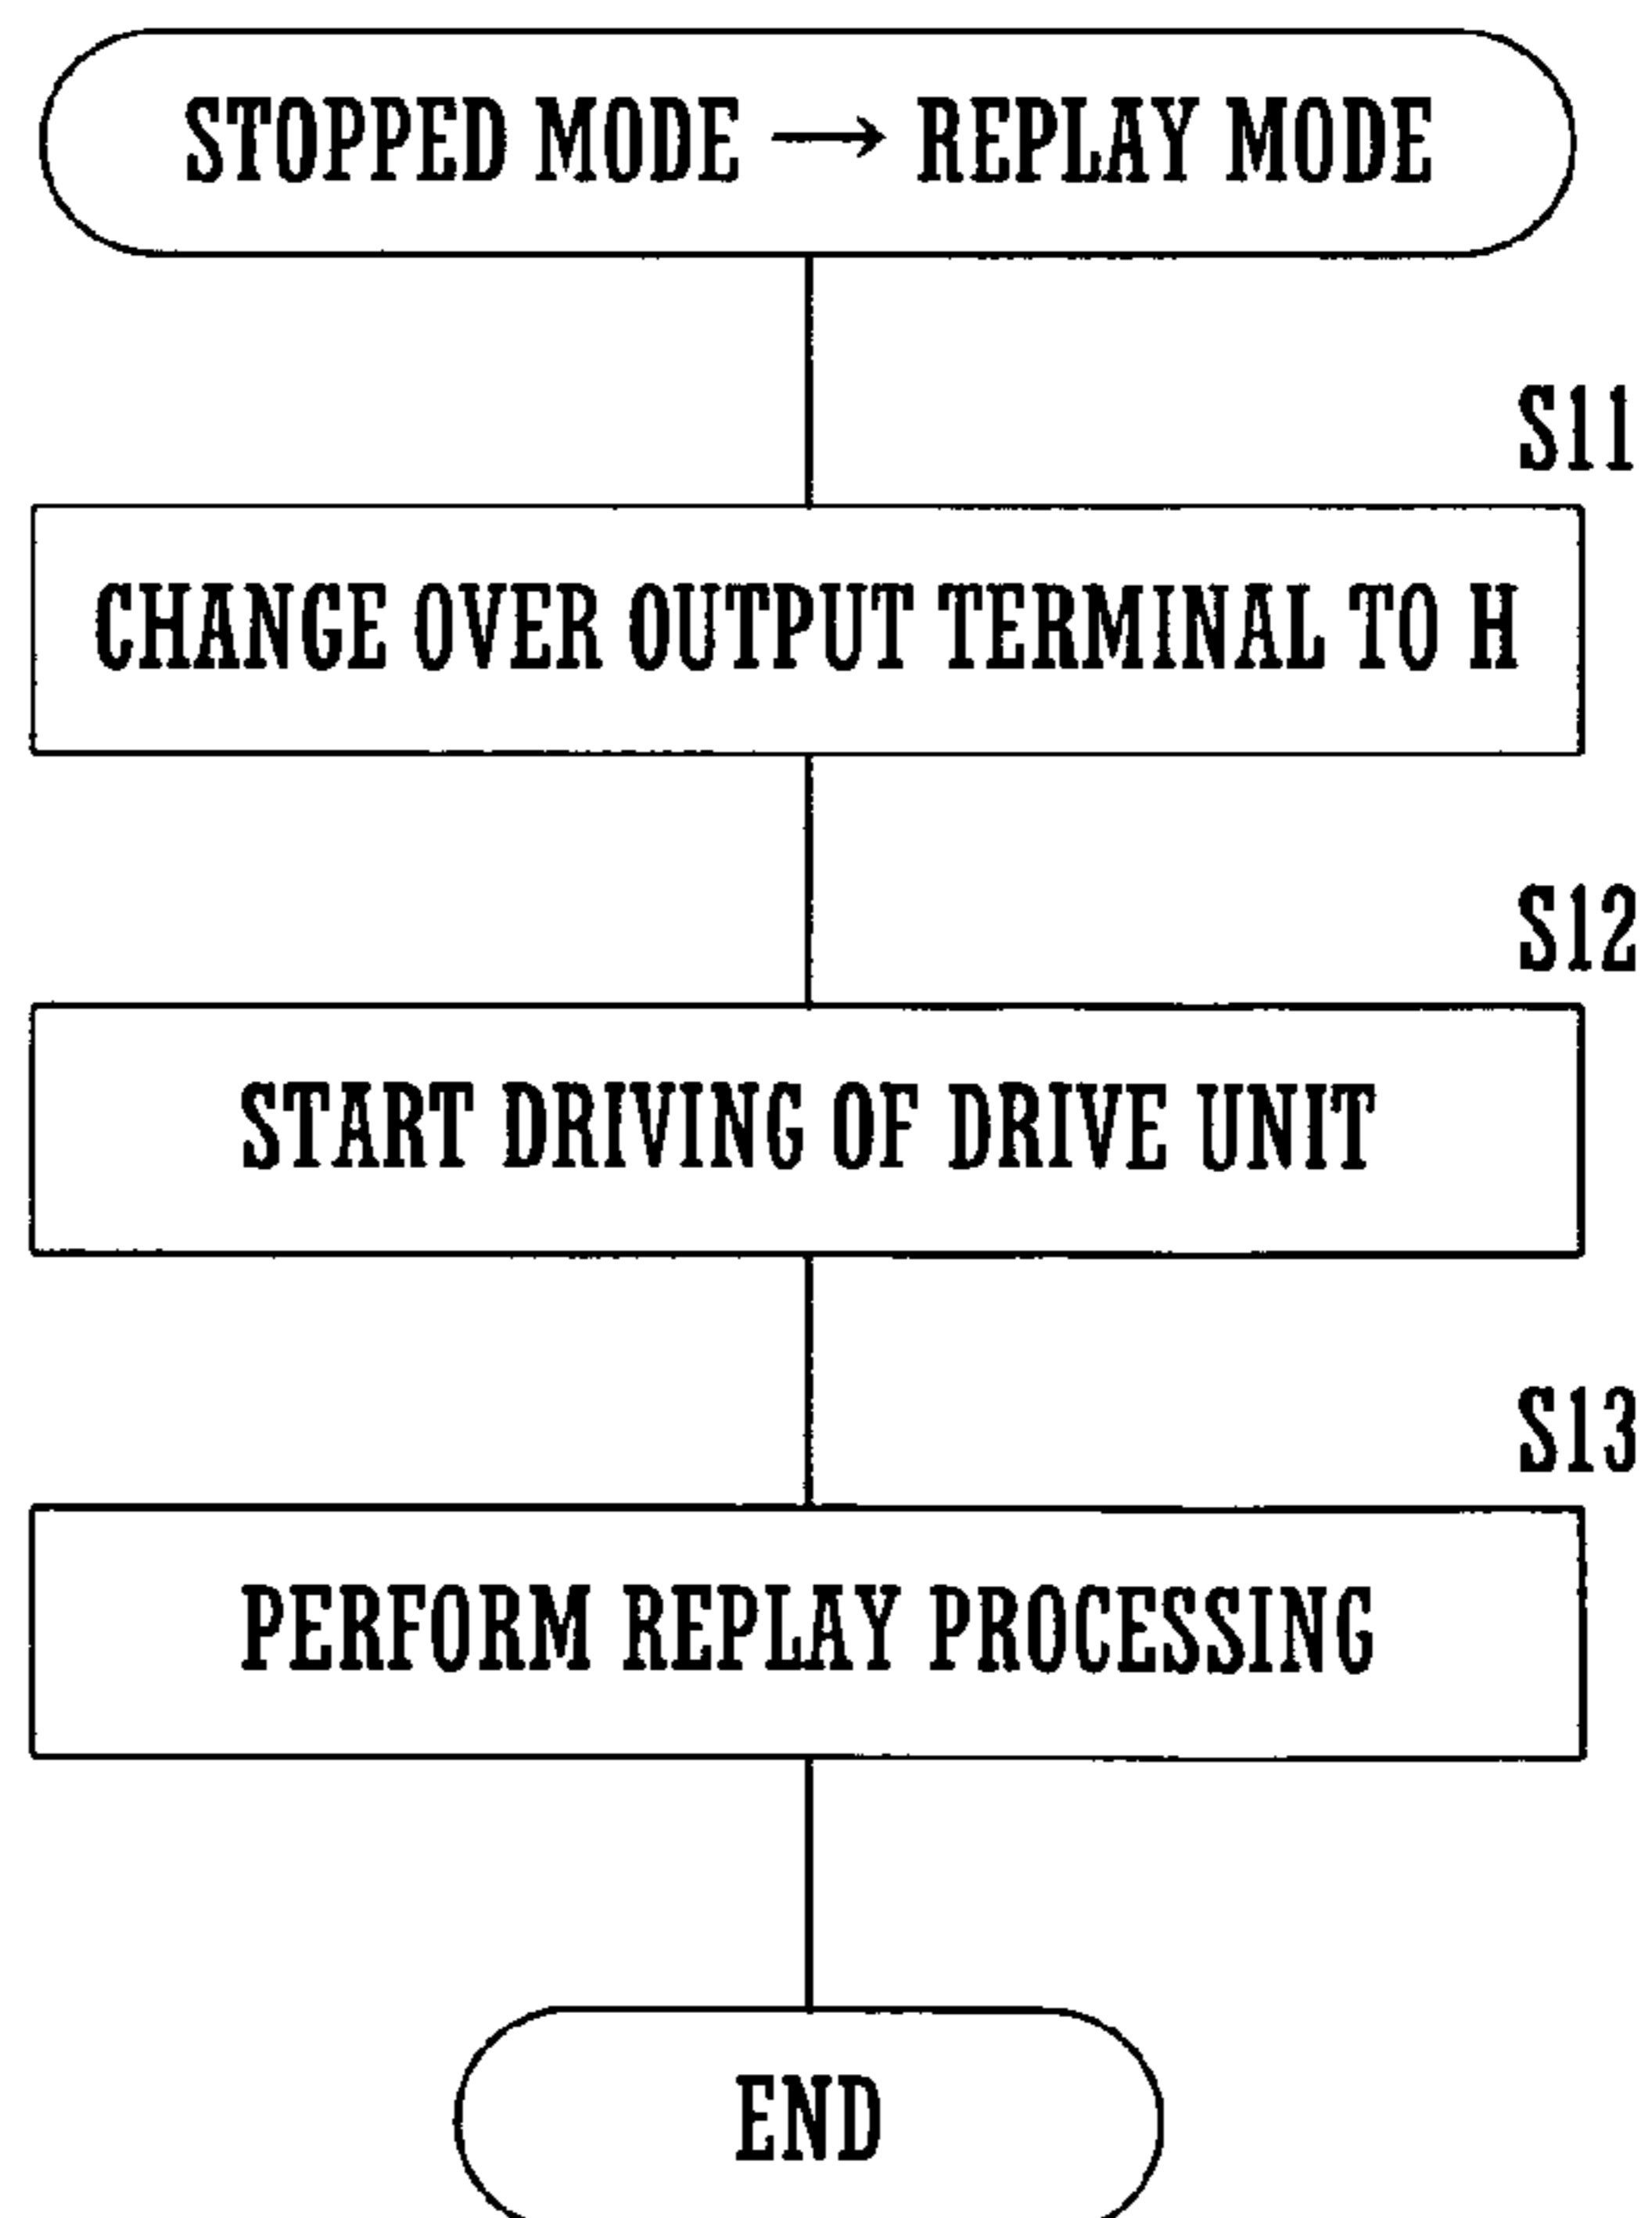 STOPPED MODE → REPLAY MODE
S11
CHANGE OVER OUTPUT TERMINAL TO H
S12
START DRIVING OF DRIVE UNIT
S13
PERFORM REPLAY PROCESSING
END